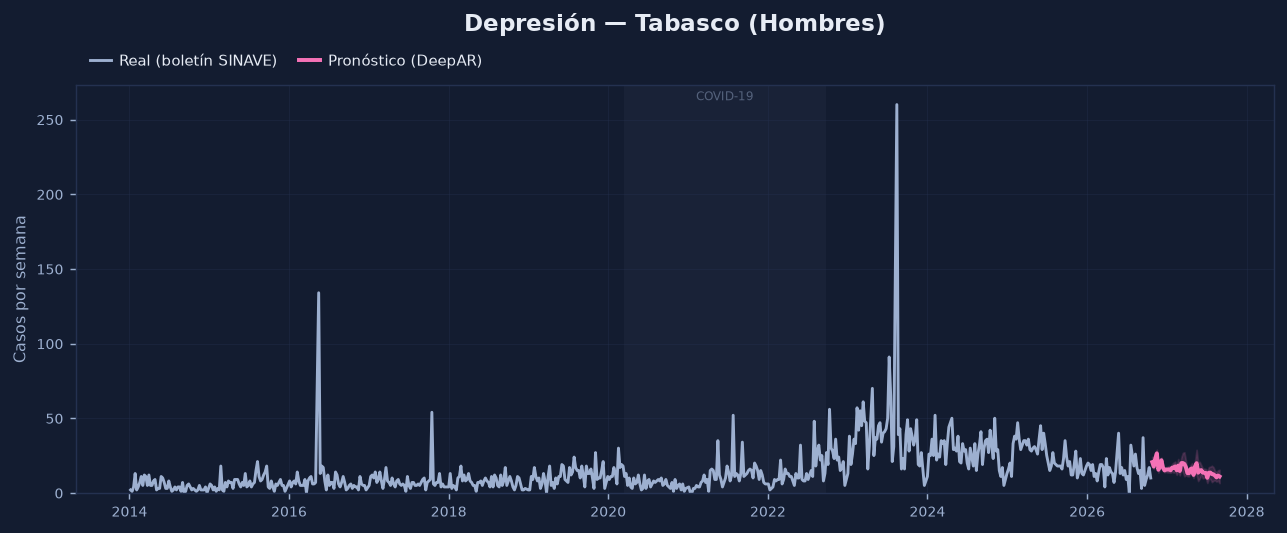 Depresión — Tabasco (Hombres)
Real (boletín SINAVE) Pronóstico (DeepAR)
COVID-19
Casos por semana
250
200
150
100
50
0
2014 2016 2018 2020 2022 2024 2026 2028